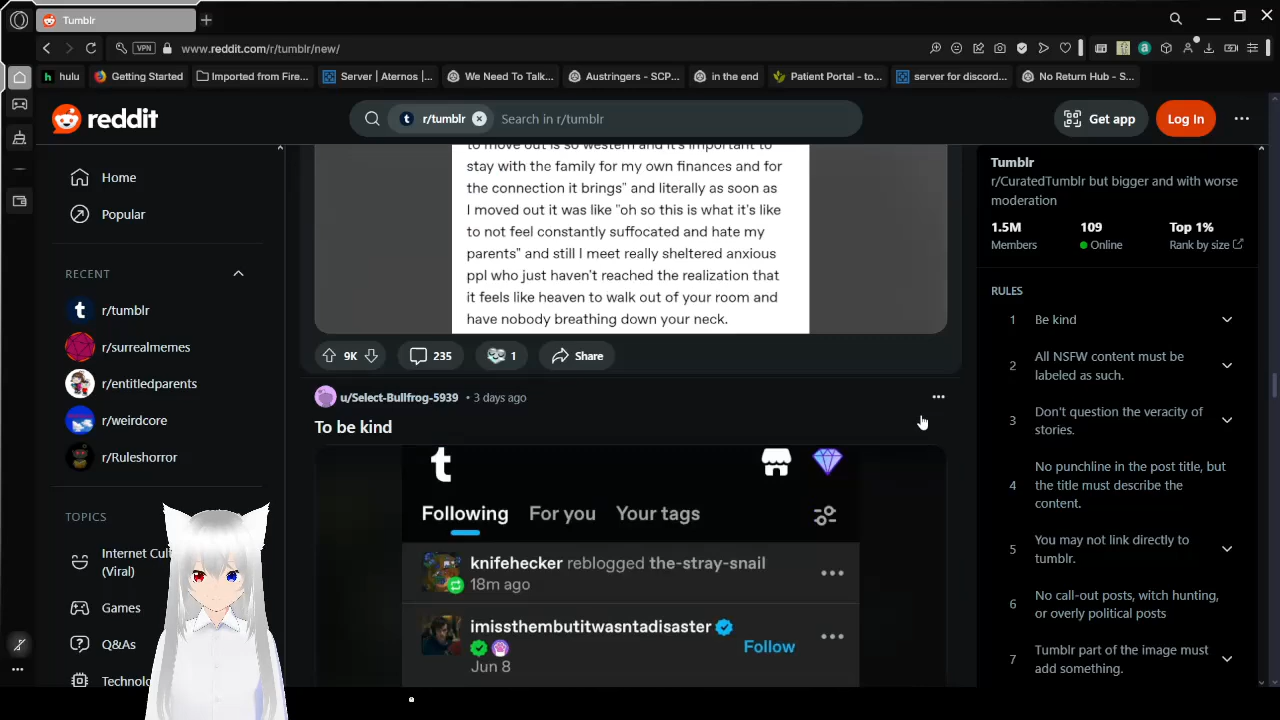 Tumblr
VPN
www.reddit.com/r/tumblr/new/
hulu
Getting Started
Imported from Fire...
Server | Aternos |...
We Need To Talk...
Austringers - SCP...
in the end
Patient Portal - to...
server for discord...
No Return Hub - S...
reddit
r/tumblr
Search in r/tumblr
Get app
Log In
Home
Popular
RECENT
r/tumblr
r/surrealmemes
r/entitledparents
r/weirdcore
r/Ruleshorror
TOPICS
Internet Cul
(Viral)
Games
Q&As
Technolo
to move out is so western and it's important to
stay with the family for my own finances and for
the connection it brings" and literally as soon as
I moved out it was like "oh so this is what it's like
to not feel constantly suffocated and hate my
parents" and still I meet really sheltered anxious
ppl who just haven't reached the realization that
it feels like heaven to walk out of your room and
have nobody breathing down your neck.
9K
235
1
Share
u/Select-Bullfrog-5939 • 3 days ago
To be kind
t
Following
For you
Your tags
knifehecker reblogged the-stray-snail
18m ago
imissthembutitwasntadisaster
Follow
Jun 8
Tumblr
r/CuratedTumblr but bigger and with worse
moderation
1.5M
109
Top 1%
Members
Online
Rank by size
RULES
1 Be kind
2 All NSFW content must be
labeled as such.
3 Don't question the veracity of
stories.
4 No punchline in the post title, but
the title must describe the
content.
5 You may not link directly to
tumblr.
6 No call-out posts, witch hunting,
or overly political posts
7 Tumblr part of the image must
add something.